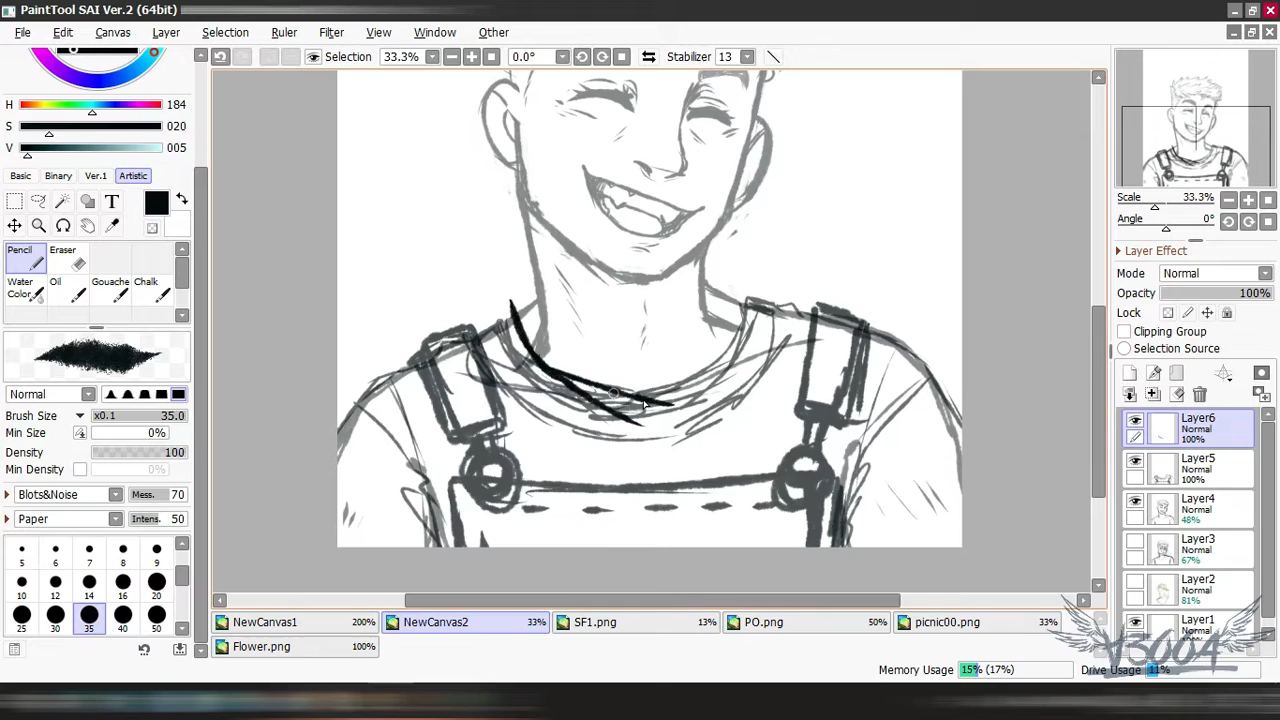 PaintTool SAI Ver.2 (64bit)
File Edit Canvas Layer Selection Ruler Filter View Window Other
Selection 33.3% 0.0° Stabilizer 13
H 184
S 020
V 005
Basic Binary Ver.1 Artistic
T
Pencil Eraser
Water Color Oil Gouache Chalk
Normal
Brush Size x0.1 35.0
Min Size 0%
Density 100
Min Density 0%
Blots&Noise Mess. 70
Paper Intens. 50
5 6 7 8 9
10 12 14 16 20
25 30 35 40 50
Scale 33.3%
Angle 0°
Layer Effect
Mode Normal
Opacity 100%
Lock
Clipping Group
Selection Source
Layer6
Normal
100%
Layer5
Normal
100%
Layer4
Normal
48%
Layer3
Normal
67%
Layer2
Normal
81%
Layer1
Normal
NewCanvas1 200% NewCanvas2 33% SF1.png 13% PO.png 50% picnic00.png 33%
Flower.png 100%
Memory Usage 15% (17%) Drive Usage 11%